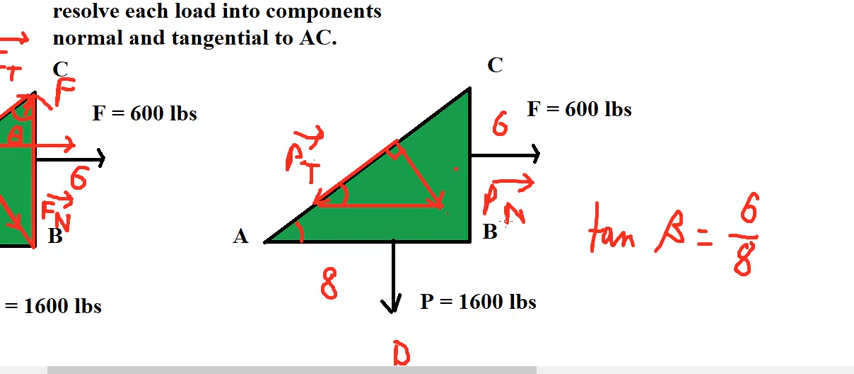 resolve each load into components
normal and tangential to AC.
F T
C
F
F = 600 lbs
6
F N
B
= 1600 lbs
C
6
F = 600 lbs
P T
P N
A
B
8
P = 1600 lbs
D
tan β = 6/8